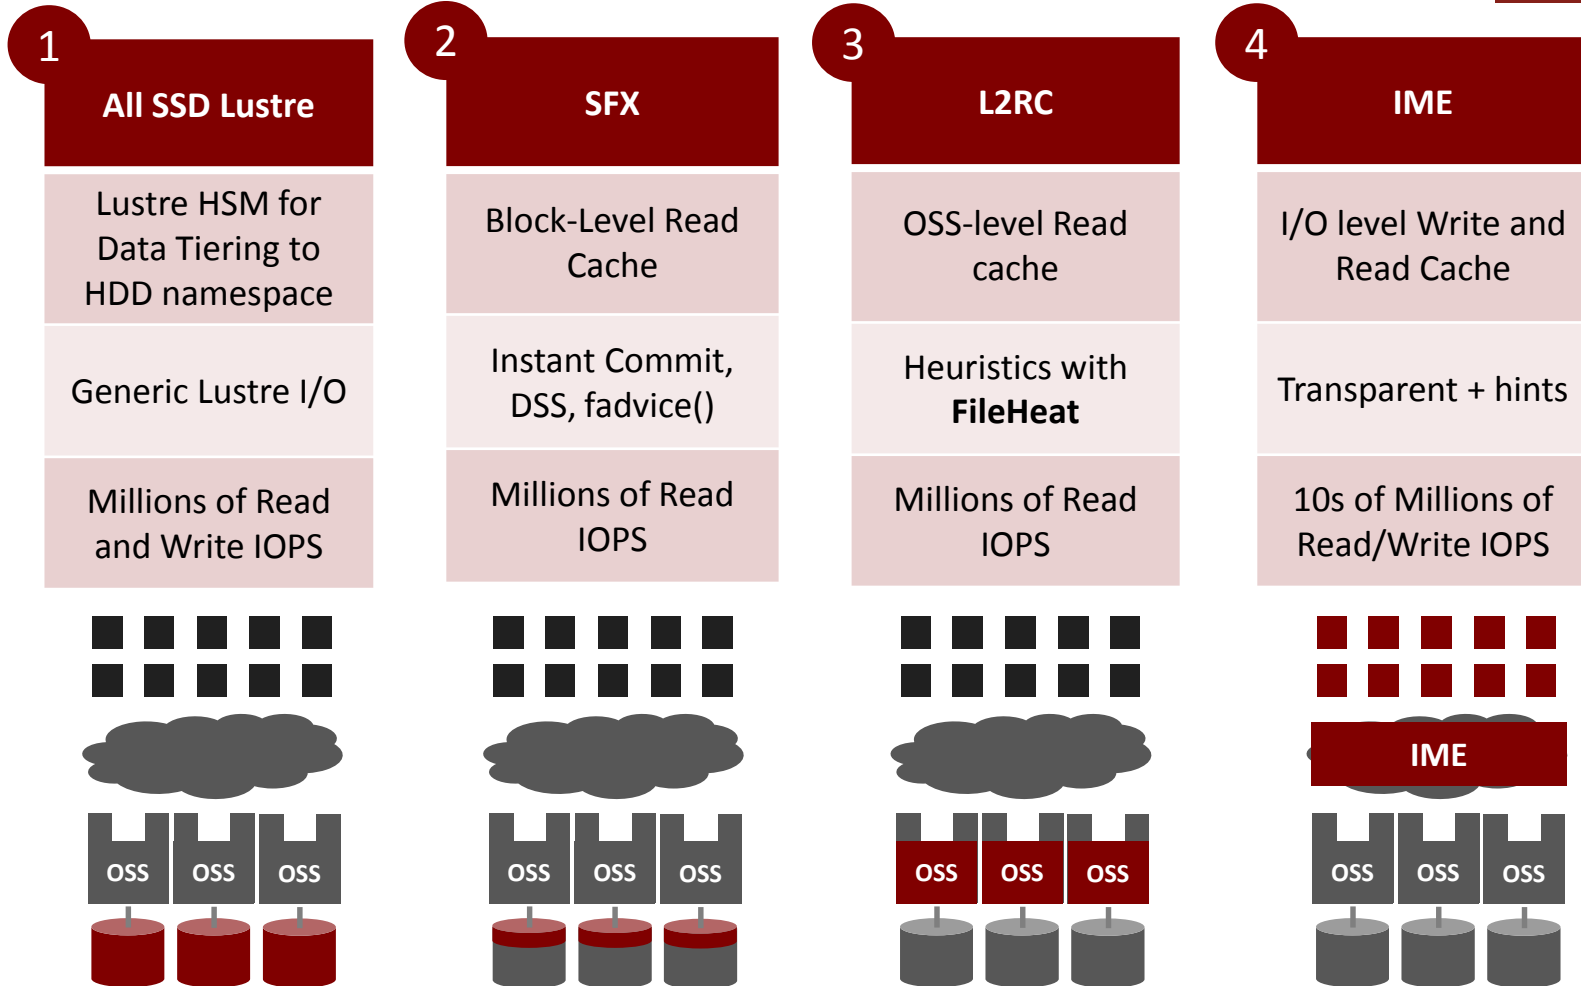 1
All SSD Lustre
Lustre HSM for
Data Tiering to
HDD namespace
Generic Lustre I/O
Millions of Read
and Write IOPS
OSS OSS OSS
2
SFX
Block-Level Read
Cache
Instant Commit,
DSS, fadvice()
Millions of Read
IOPS
OSS OSS OSS
3
L2RC
OSS-level Read
cache
Heuristics with
FileHeat
Millions of Read
IOPS
OSS OSS OSS
4
IME
I/O level Write and
Read Cache
Transparent + hints
10s of Millions of
Read/Write IOPS
IME
OSS OSS OSS